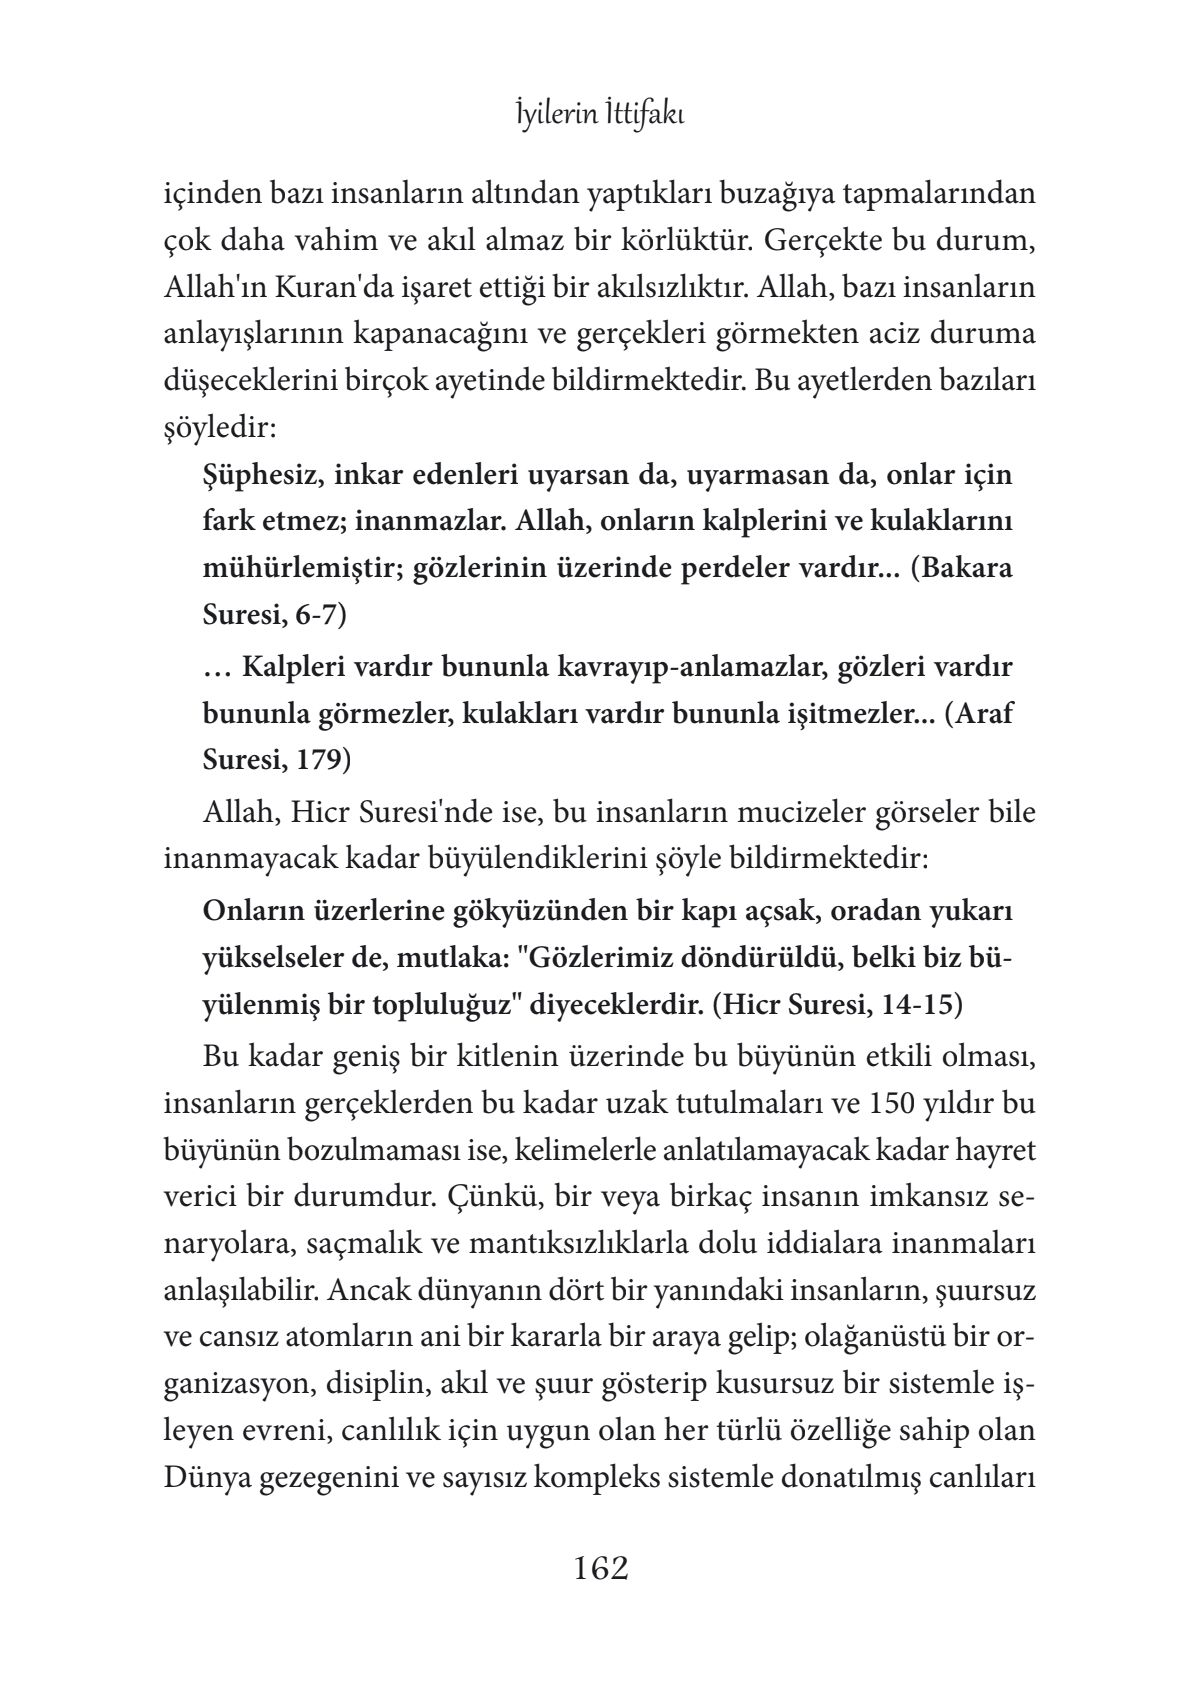 İyilerin İttifakı
içinden bazı insanların altından yaptıkları buzağıya tapmalarından
çok daha vahim ve akıl almaz bir körlüktür. Gerçekte bu durum,
Allah'ın Kuran'da işaret ettiği bir akılsızlıktır. Allah, bazı insanların
anlayışlarının kapanacağını ve gerçekleri görmekten aciz duruma
düşeceklerini birçok ayetinde bildirmektedir. Bu ayetlerden bazıları
şöyledir:
Şüphesiz, inkar edenleri uyarsan da, uyarmasan da, onlar için
fark etmez; inanmazlar. Allah, onların kalplerini ve kulaklarını
mühürlemiştir; gözlerinin üzerinde perdeler vardır... (Bakara
Suresi, 6-7)
… Kalpleri vardır bununla kavrayıp-anlamazlar, gözleri vardır
bununla görmezler, kulakları vardır bununla işitmezler... (Araf
Suresi, 179)
Allah, Hicr Suresi'nde ise, bu insanların mucizeler görseler bile
inanmayacak kadar büyülendiklerini şöyle bildirmektedir:
Onların üzerlerine gökyüzünden bir kapı açsak, oradan yukarı
yükselseler de, mutlaka: "Gözlerimiz döndürüldü, belki biz bü-
yülenmiş bir topluluğuz" diyeceklerdir. (Hicr Suresi, 14-15)
Bu kadar geniş bir kitlenin üzerinde bu büyünün etkili olması,
insanların gerçeklerden bu kadar uzak tutulmaları ve 150 yıldır bu
büyünün bozulmaması ise, kelimelerle anlatılamayacak kadar hayret
verici bir durumdur. Çünkü, bir veya birkaç insanın imkansız se-
naryolara, saçmalık ve mantıksızlıklarla dolu iddialara inanmaları
anlaşılabilir. Ancak dünyanın dört bir yanındaki insanların, şuursuz
ve cansız atomların ani bir kararla bir araya gelip; olağanüstü bir or-
ganizasyon, disiplin, akıl ve şuur gösterip kusursuz bir sistemle iş-
leyen evreni, canlılık için uygun olan her türlü özelliğe sahip olan
Dünya gezegenini ve sayısız kompleks sistemle donatılmış canlıları
162